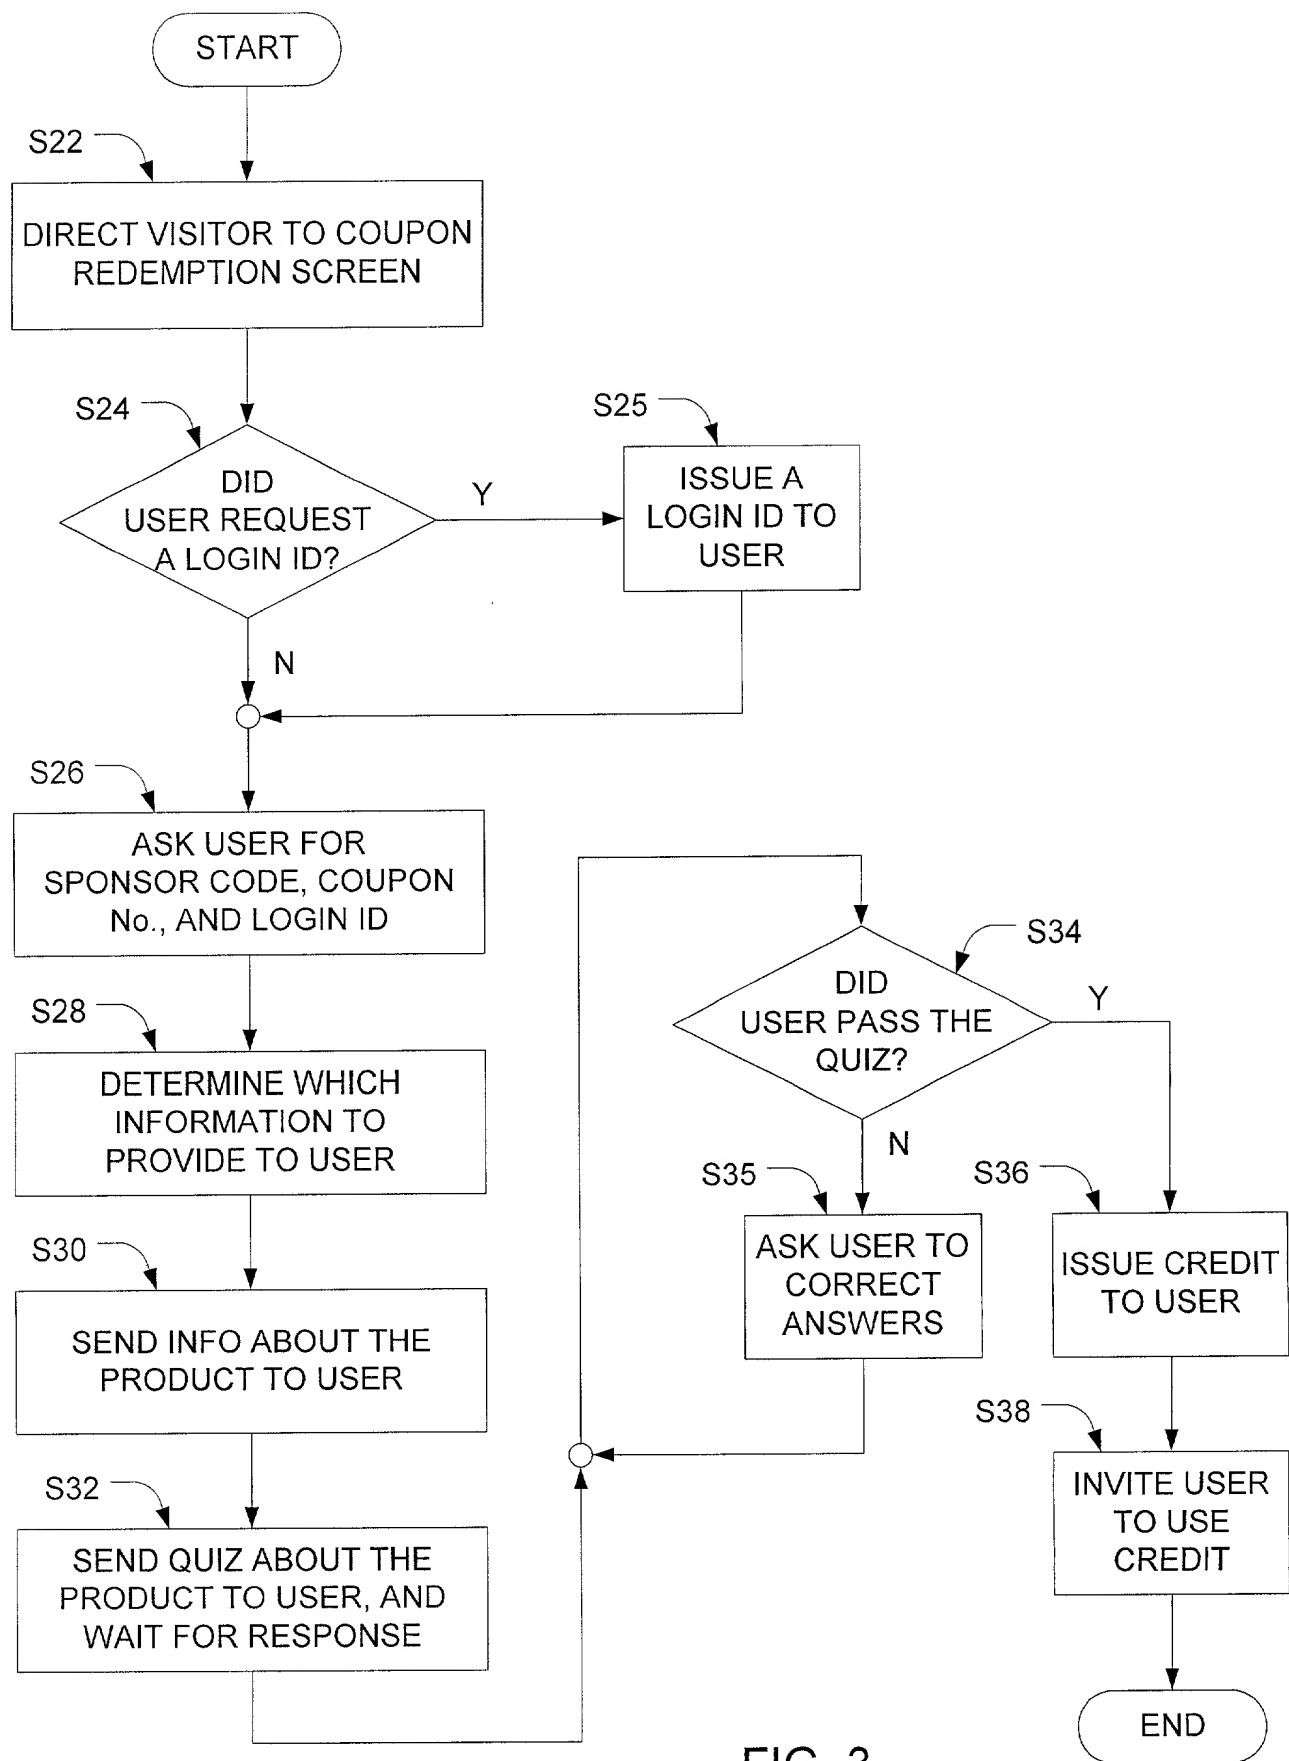 START
S22
DIRECT VISITOR TO COUPON
REDEMPTION SCREEN
S24
DID
USER REQUEST
A LOGIN ID?
Y
N
S25
ISSUE A
LOGIN ID TO
USER
S26
ASK USER FOR
SPONSOR CODE, COUPON
No., AND LOGIN ID
S28
DETERMINE WHICH
INFORMATION TO
PROVIDE TO USER
S30
SEND INFO ABOUT THE
PRODUCT TO USER
S32
SEND QUIZ ABOUT THE
PRODUCT TO USER, AND
WAIT FOR RESPONSE
S34
DID
USER PASS THE
QUIZ?
Y
N
S35
ASK USER TO
CORRECT
ANSWERS
S36
ISSUE CREDIT
TO USER
S38
INVITE USER
TO USE
CREDIT
END